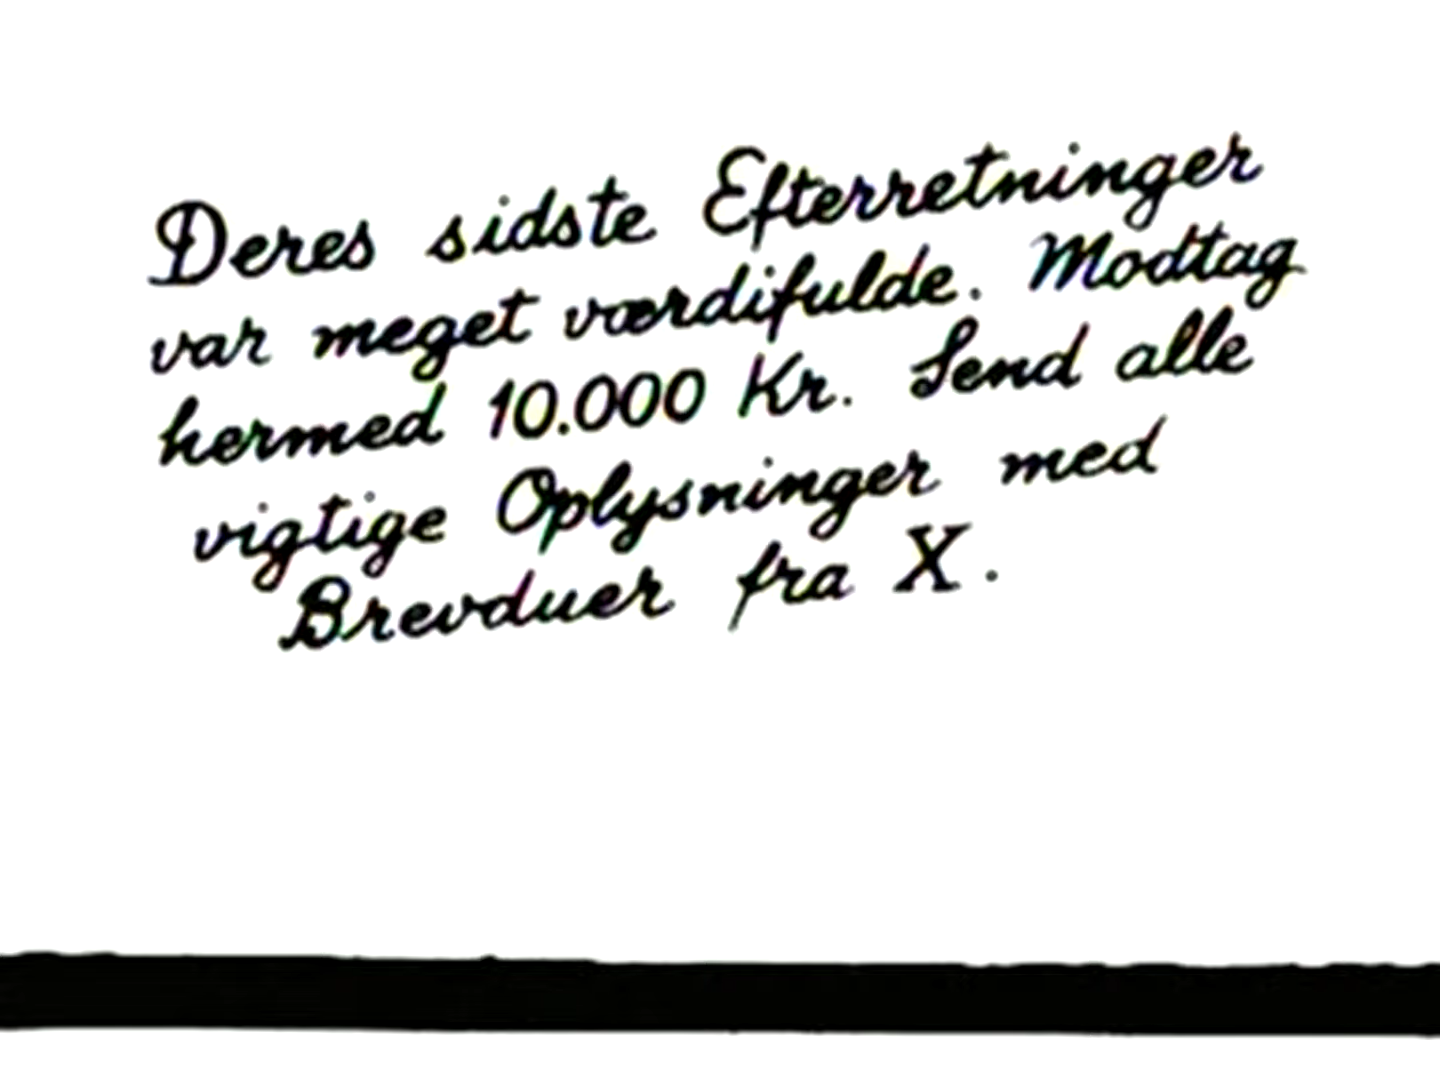 Deres sidste Efterretninger
var meget værdifulde. Modtag
hermed 10.000 Kr. Send alle
vigtige Oplysninger med
Brevduer fra X.